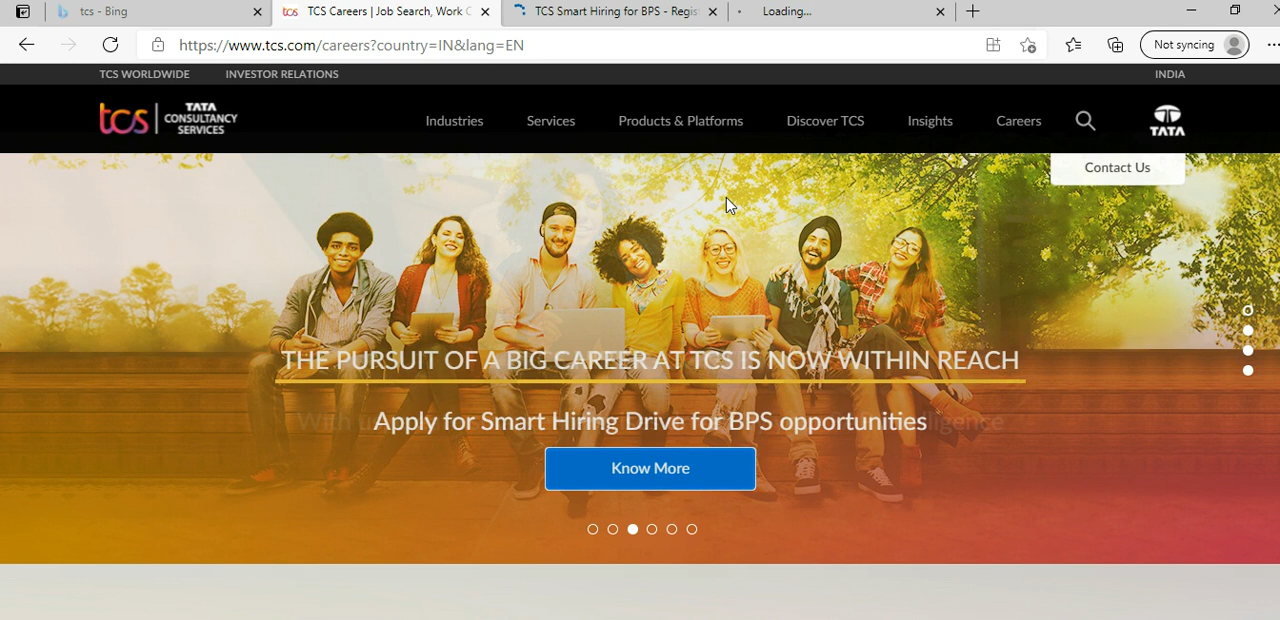 tcs - Bing
TCS Careers | Job Search, Work C
TCS Smart Hiring for BPS - Regis
Loading...
https://www.tcs.com/careers?country=IN&lang=EN
Not syncing
TCS WORLDWIDE
INVESTOR RELATIONS
INDIA
tcs
TATA
CONSULTANCY
SERVICES
Industries
Services
Products & Platforms
Discover TCS
Insights
Careers
TATA
Contact Us
THE PURSUIT OF A BIG CAREER AT TCS IS NOW WITHIN REACH
Apply for Smart Hiring Drive for BPS opportunities
Know More